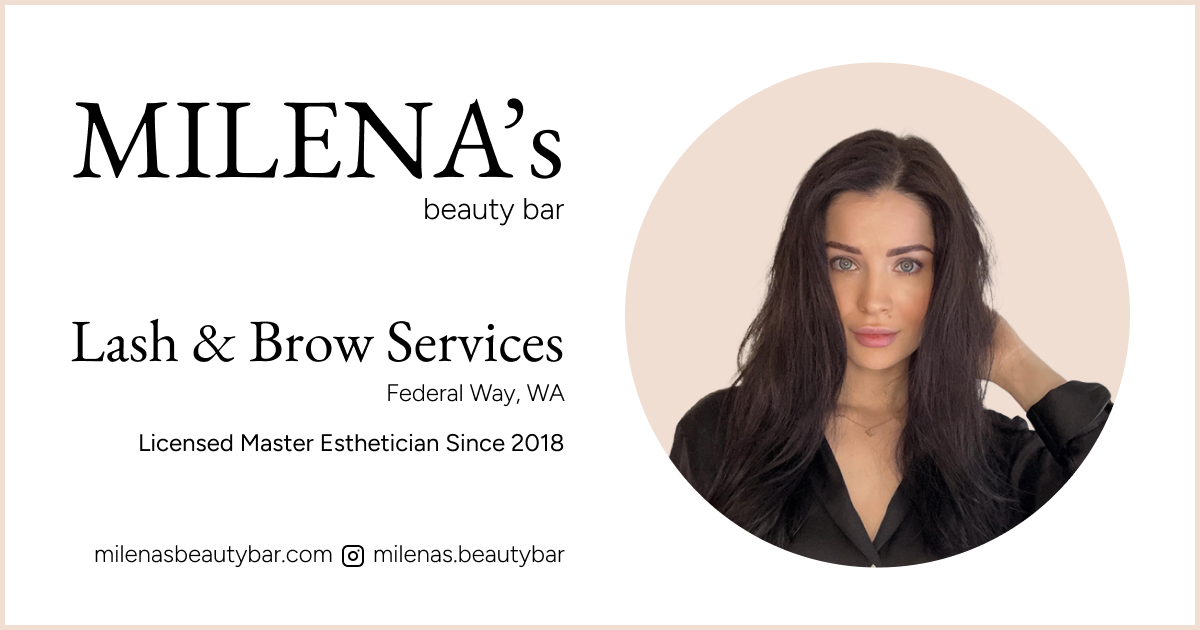 MILENA’s
beauty bar
Lash & Brow Services
Federal Way, WA
Licensed Master Esthetician Since 2018
milenasbeautybar.com milenas.beautybar